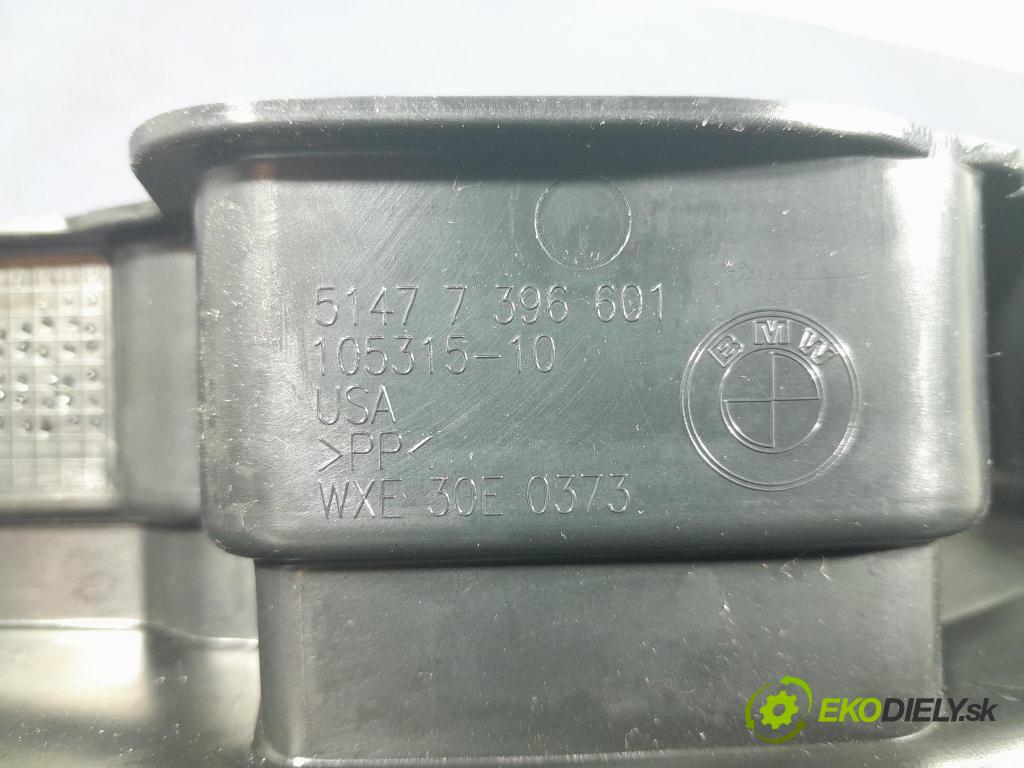 5147 7 396 601
105315-10
USA
>PP<
WXE 30E 0373
BMW
EKODIELY.sk